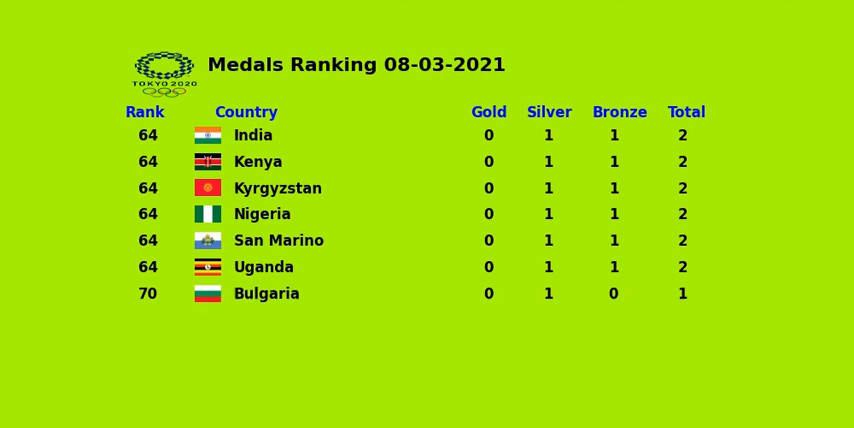 Medals Ranking 08-03-2021
TOKYO 2020
Rank Country Gold Silver Bronze Total
64 India 0 1 1 2
64 Kenya 0 1 1 2
64 Kyrgyzstan 0 1 1 2
64 Nigeria 0 1 1 2
64 San Marino 0 1 1 2
64 Uganda 0 1 1 2
70 Bulgaria 0 1 0 1